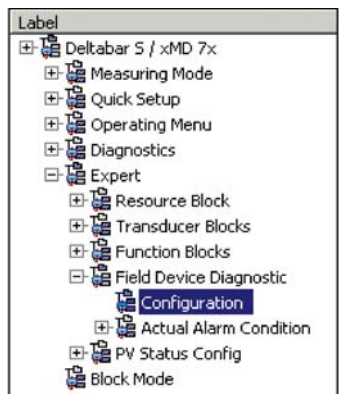 Label
Deltabar S / xMD 7x
Measuring Mode
Quick Setup
Operating Menu
Diagnostics
Expert
Resource Block
Transducer Blocks
Function Blocks
Field Device Diagnostic
Configuration
Actual Alarm Condition
PV Status Config
Block Mode